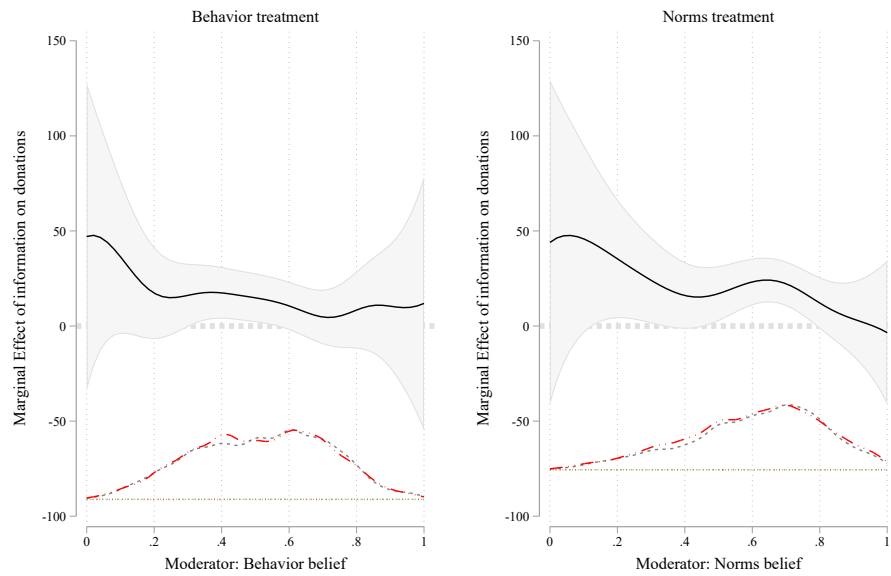 Behavior treatment
Marginal Effect of information on donations
150
100
50
0
-50
-100
0 .2 .4 .6 .8 1
Moderator: Behavior belief
Norms treatment
Marginal Effect of information on donations
150
100
50
0
-50
-100
0 .2 .4 .6 .8 1
Moderator: Norms belief